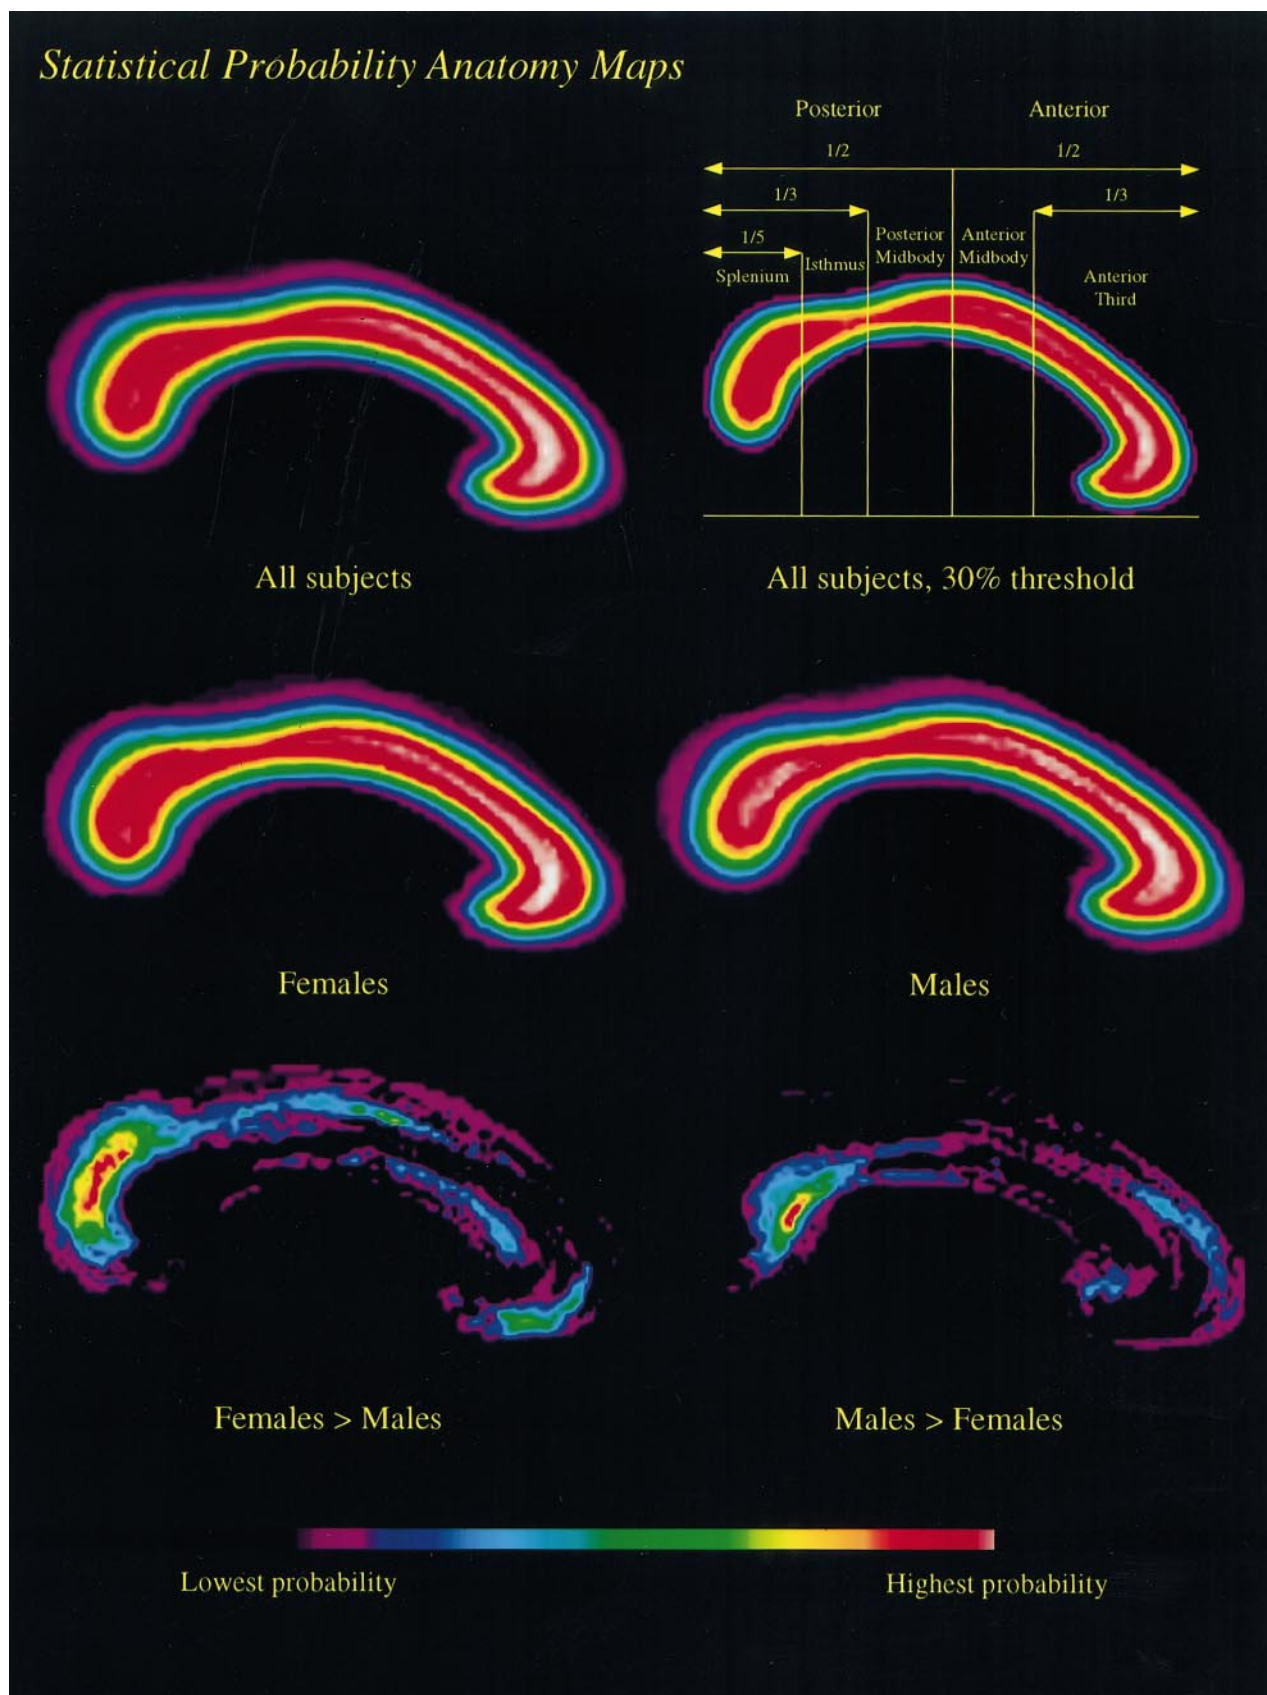 Statistical Probability Anatomy Maps
Posterior
Anterior
1/2
1/2
1/3
1/3
1/5
Splenium
Isthmus
Posterior
Midbody
Anterior
Midbody
Anterior
Third
All subjects
All subjects, 30% threshold
Females
Males
Females > Males
Males > Females
Lowest probability
Highest probability